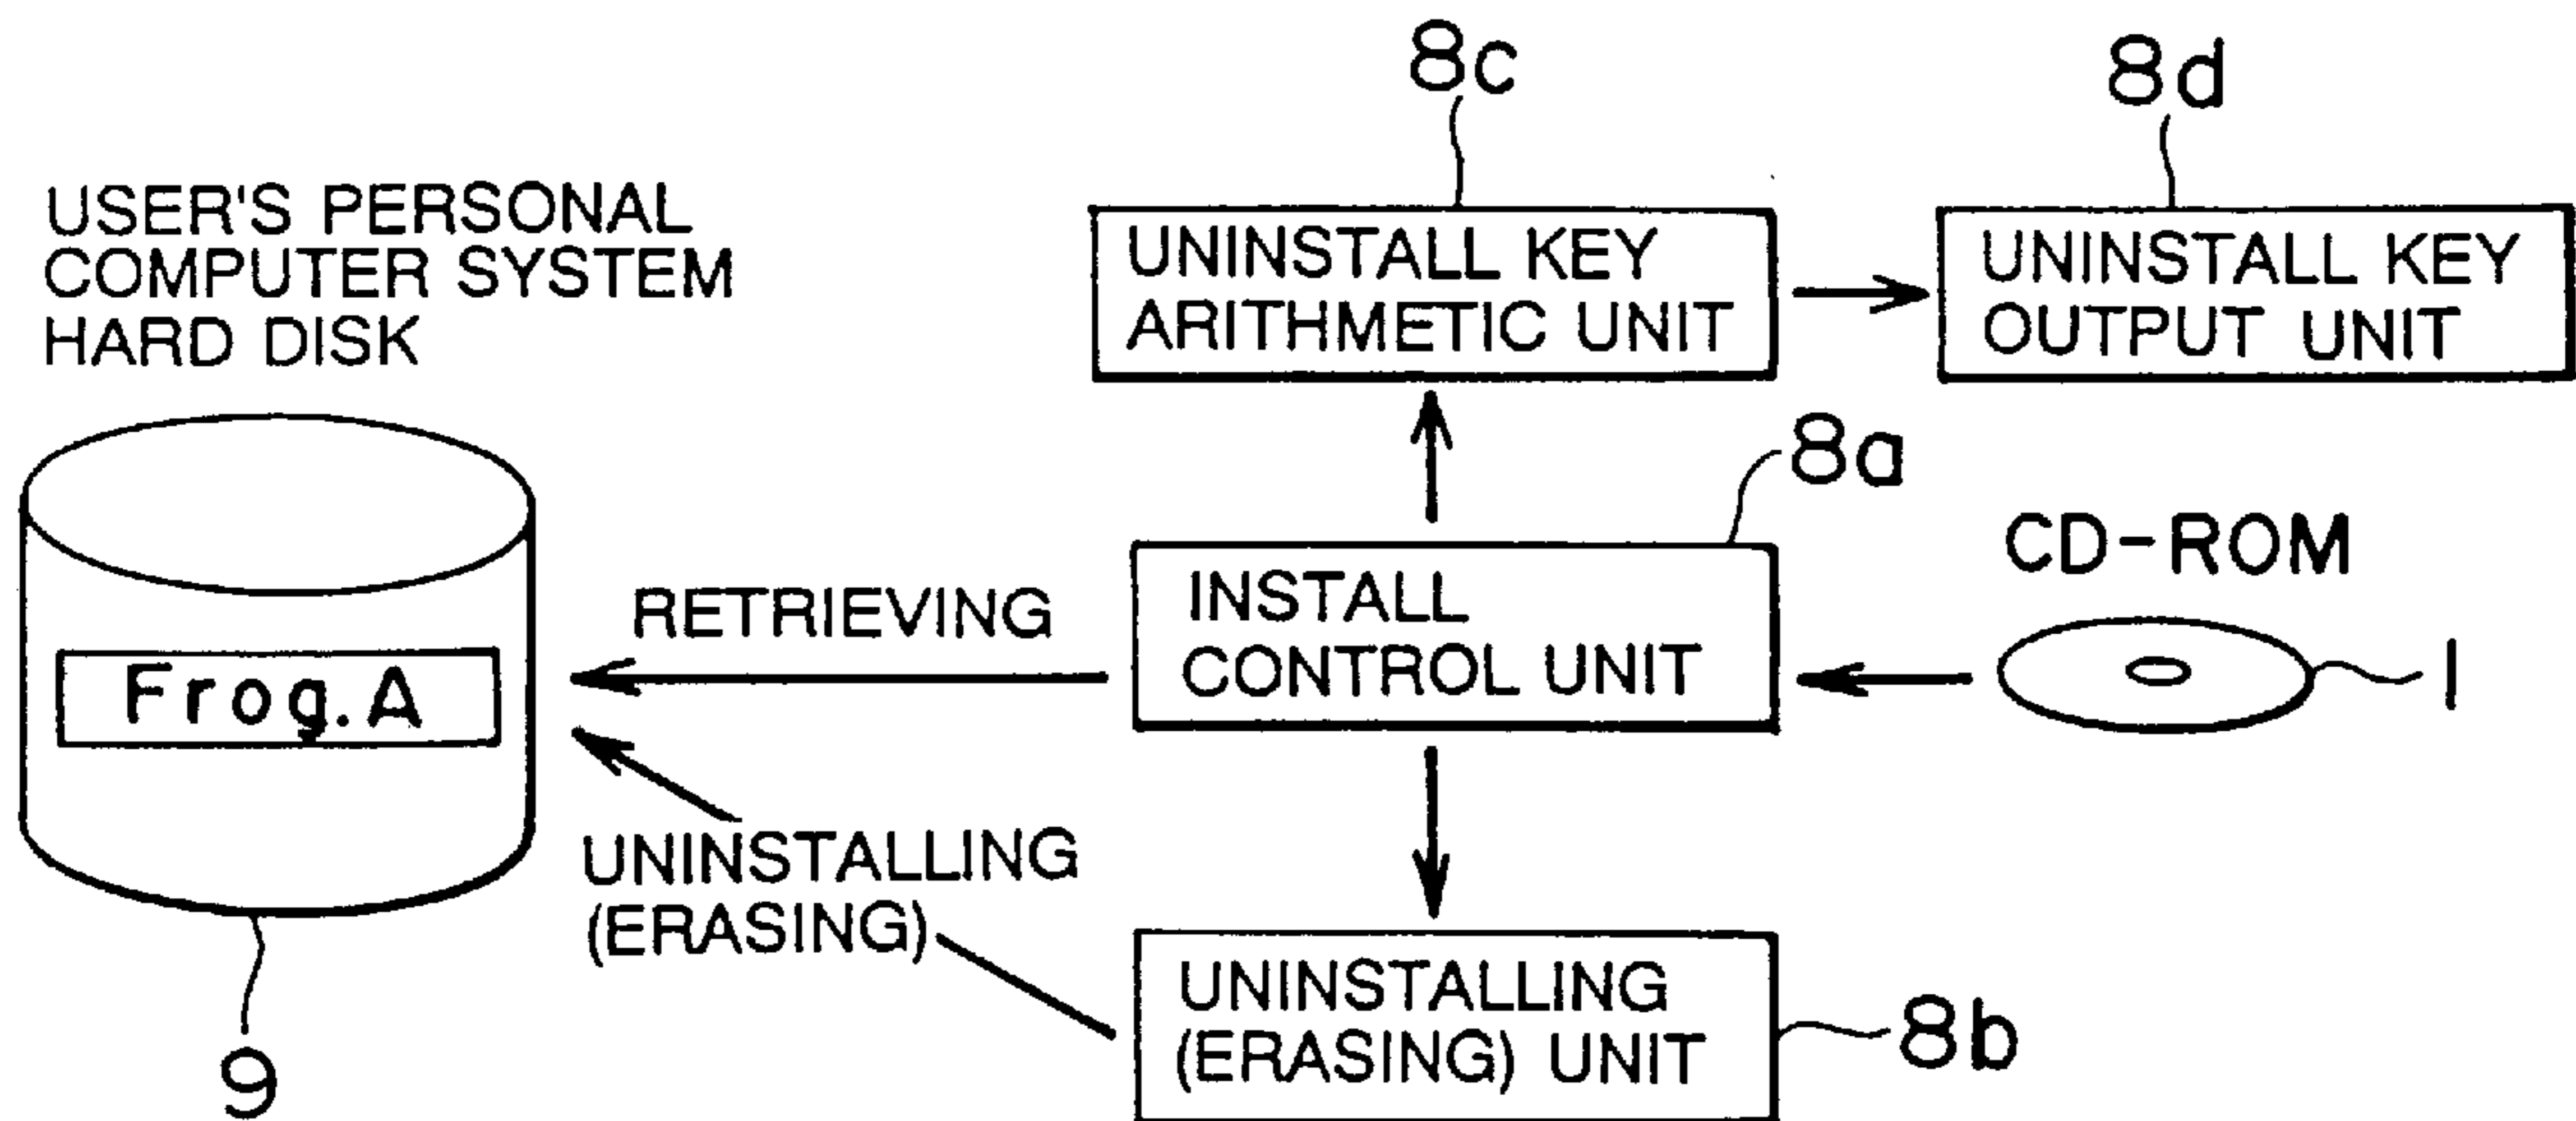 8c
8d
USER'S PERSONAL
COMPUTER SYSTEM
HARD DISK
UNINSTALL KEY
ARITHMETIC UNIT
UNINSTALL KEY
OUTPUT UNIT
8a
CD-ROM
RETRIEVING
INSTALL
CONTROL UNIT
Frog. A
1
UNINSTALLING
(ERASING)
UNINSTALLING
(ERASING) UNIT
8b
9